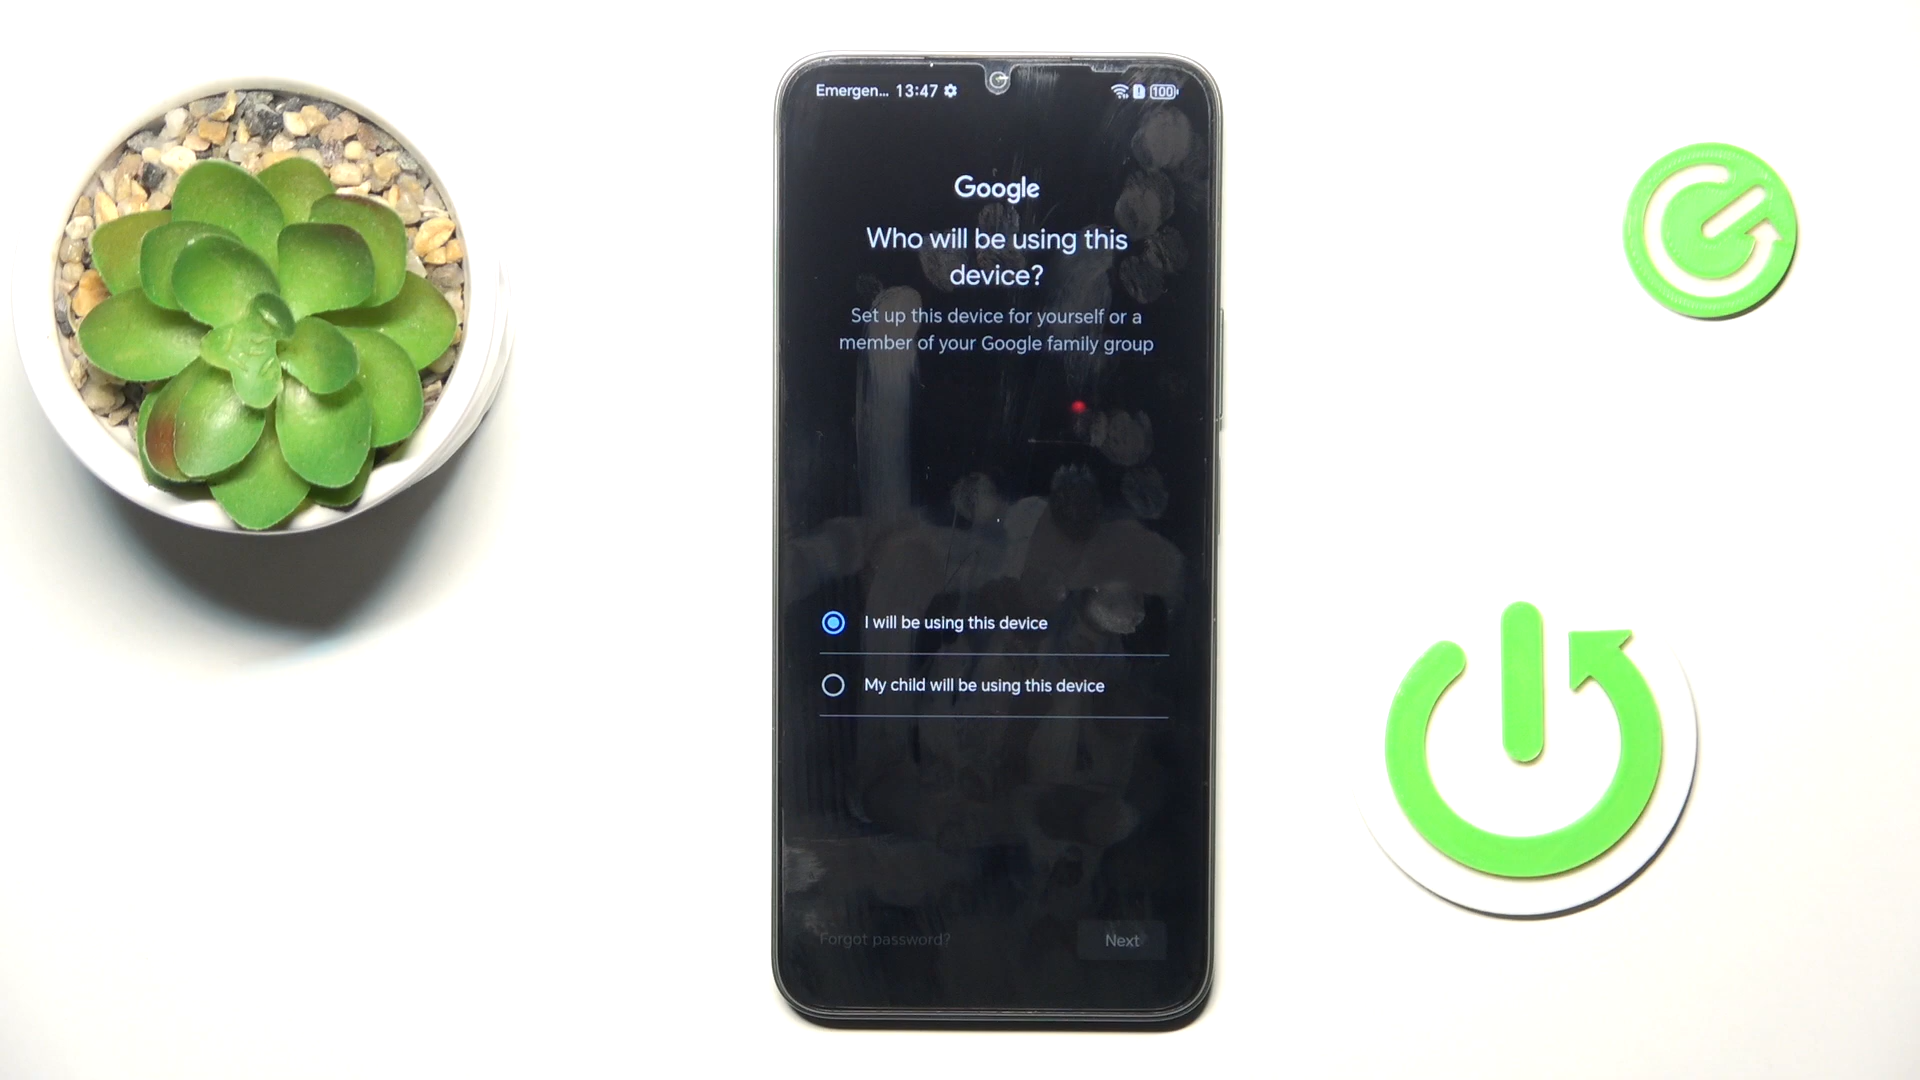 Emergen... 13:47 100
Google
Who will be using this
device?
Set up this device for yourself or a
member of your Google family group
I will be using this device
My child will be using this device
Forgot password? Next